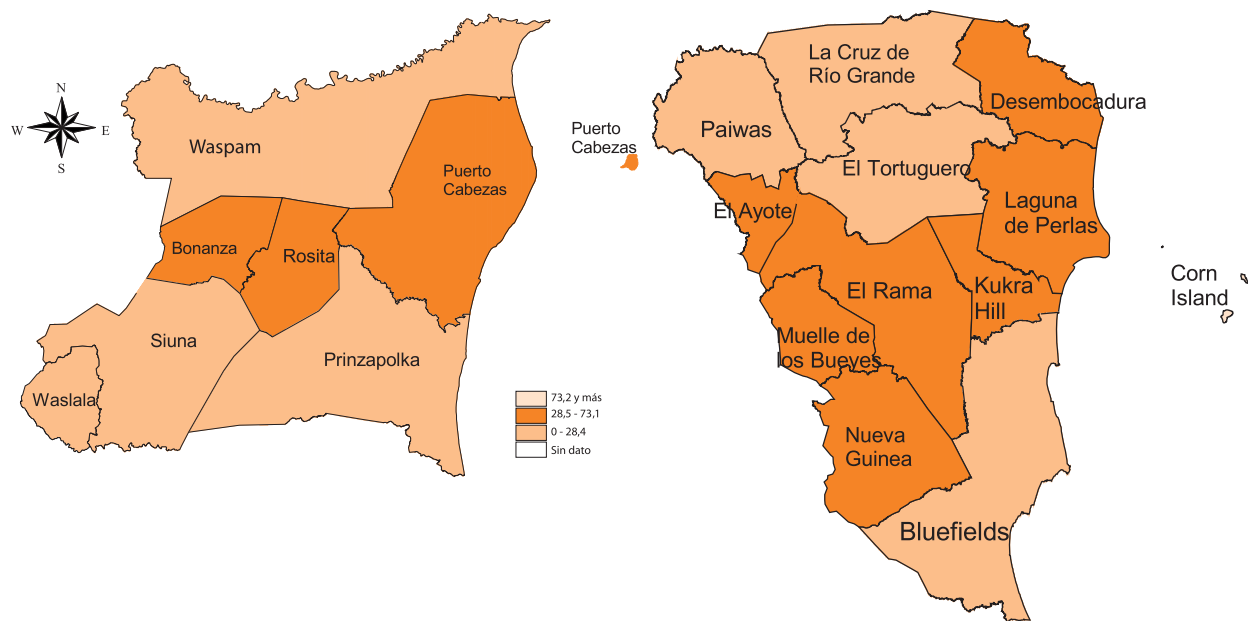 N
W
E
S
Waspam
Puerto
Cabezas
Bonanza
Rosita
Siuna
Prinzapolka
Waslala
73,2 y más
28,5 - 73,1
0 - 28,4
Sin dato
Puerto
Cabezas
La Cruz de
Río Grande
Desembocadura
Paiwas
El Tortuguero
Laguna
de Perlas
El Ayote
El Rama
Kukra
Hill
Muelle de
los Bueyes
Nueva
Guinea
Bluefields
Corn
Island